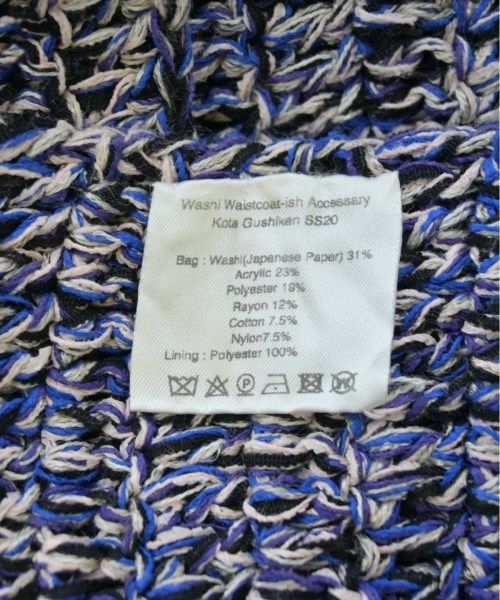 Washi Waistcoat-ish Accessary
Kota Gushiken SS20
Bag : Washi(Japanese Paper) 31%
Acrylic 23%
Polyester 19%
Rayon 12%
Cotton 7.5%
Nylon7.5%
Lining : Polyester 100%